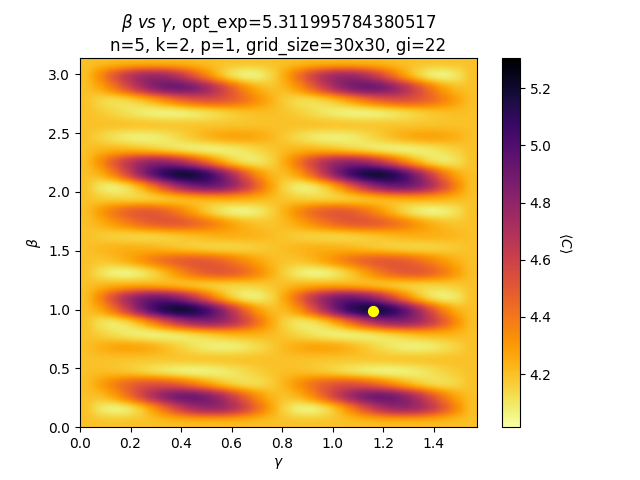 β vs γ, opt_exp=5.311995784380517
n=5, k=2, p=1, grid_size=30x30, gi=22
3.0
2.5
2.0
1.5
1.0
0.5
0.0
β
0.0 0.2 0.4 0.6 0.8 1.0 1.2 1.4
γ
5.2
5.0
4.8
4.6
4.4
4.2
⟨C⟩